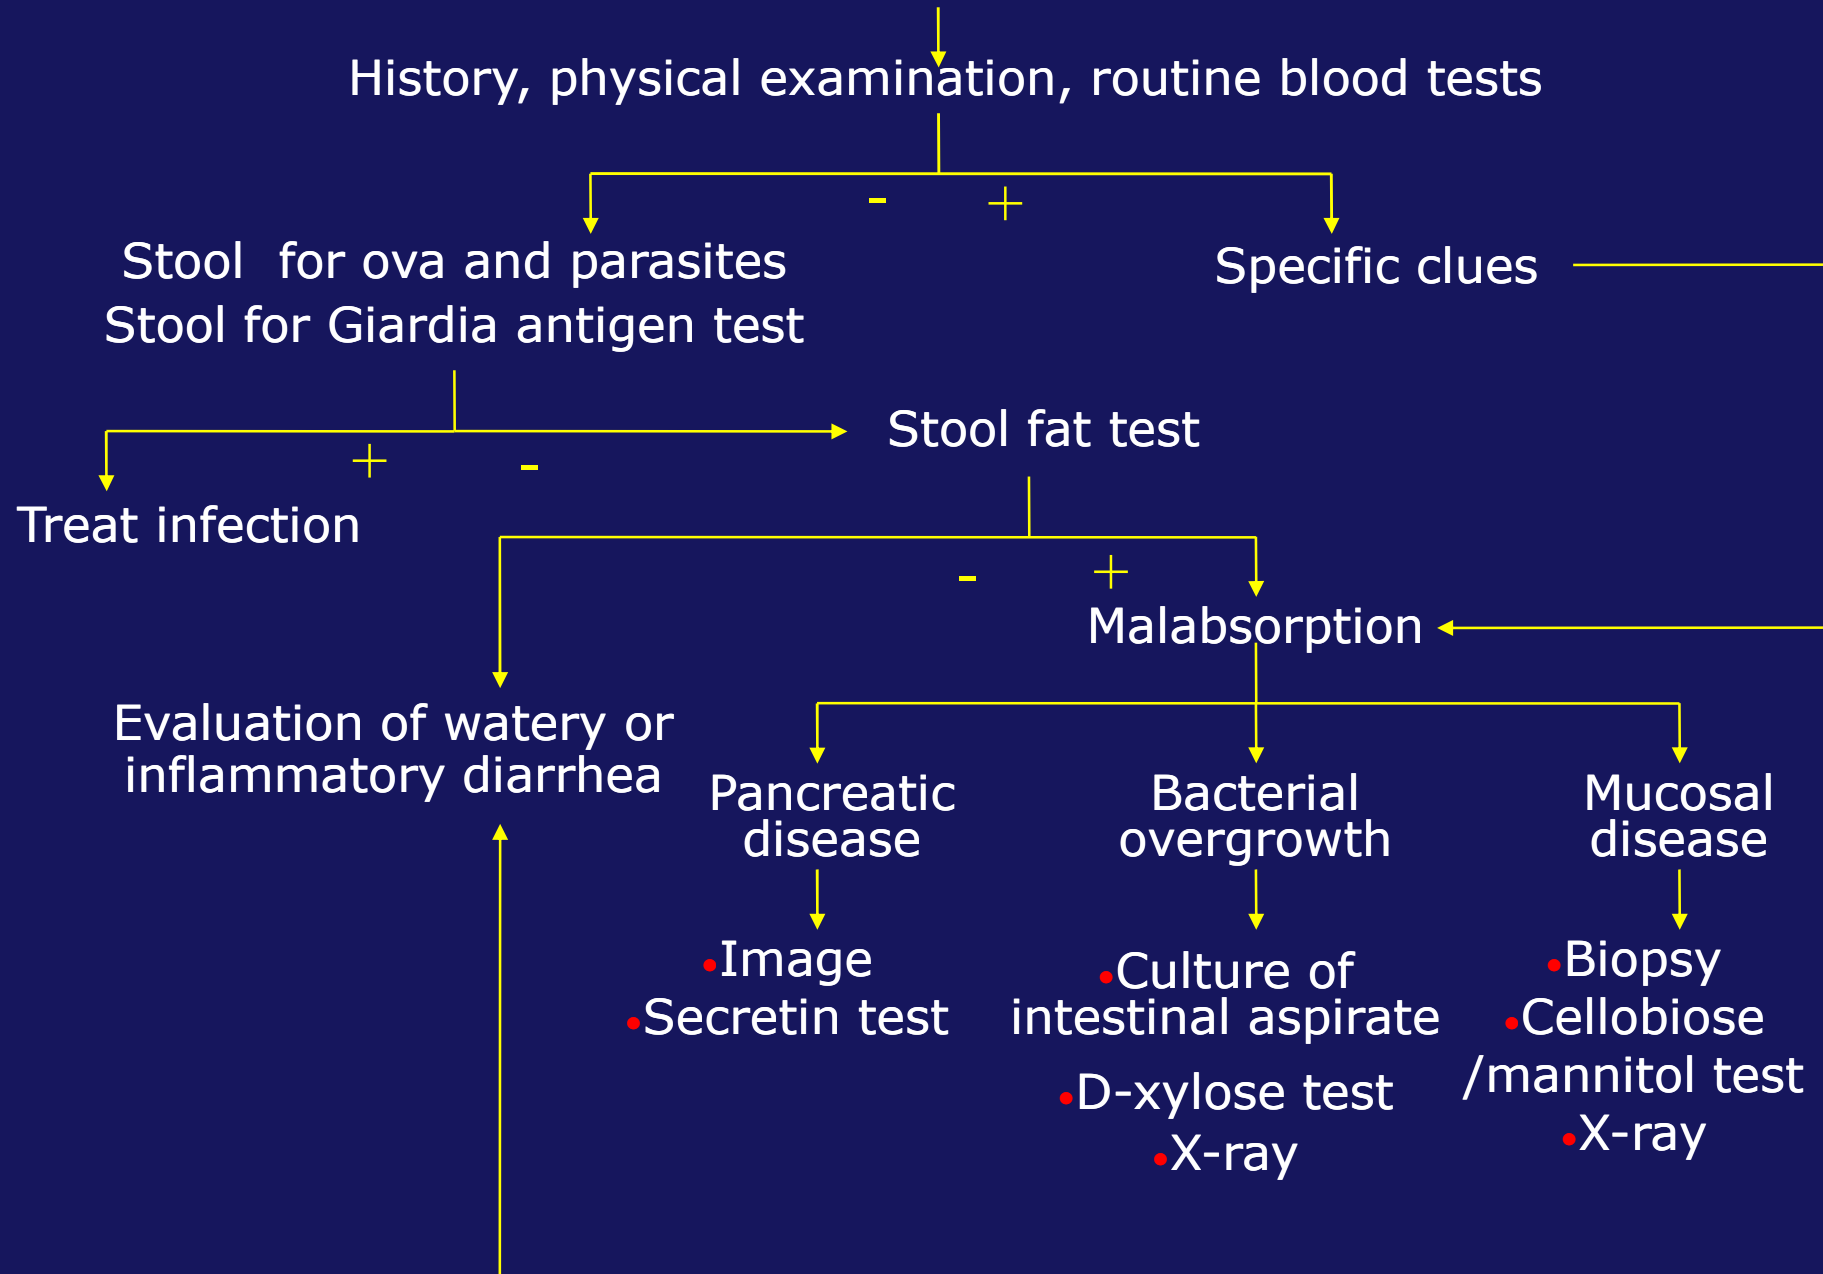 History, physical examination, routine blood tests
-
+
Stool  for ova and parasites
Stool for Giardia antigen test
Specific clues
+
-
Stool fat test
Treat infection
-
+
Malabsorption
Evaluation of watery or
inflammatory diarrhea
Pancreatic
disease
Bacterial
overgrowth
Mucosal
disease
•Image
•Secretin test
•Culture of
intestinal aspirate
•D-xylose test
•X-ray
•Biopsy
•Cellobiose
/mannitol test
•X-ray